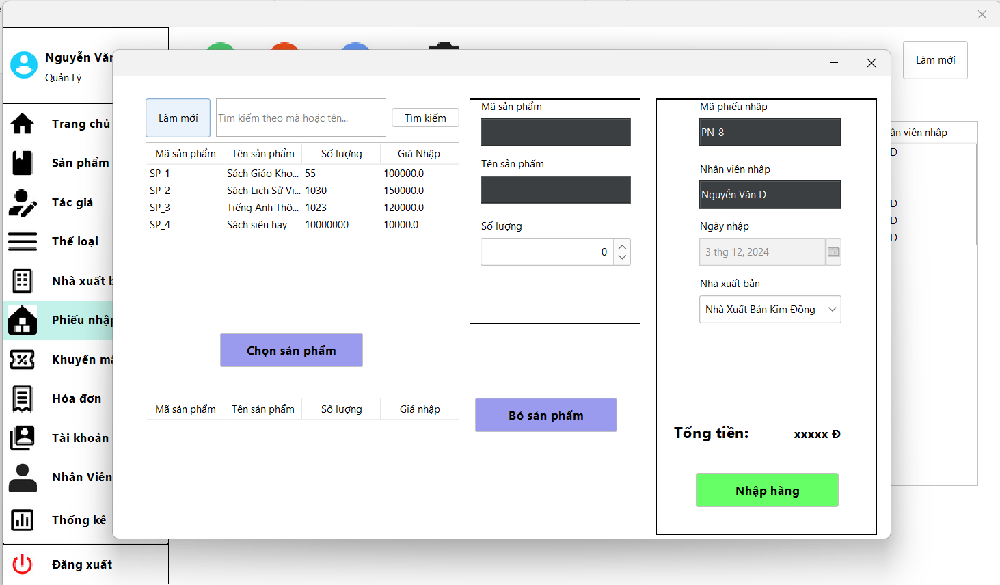 Nguyễn Văn
Quản Lý
Trang chủ
Sản phẩm
Tác giả
Thể loại
Nhà xuất b
Phiếu nhập
Khuyến mã
Hóa đơn
Tài khoản
Nhân Viên
Thống kê
Đăng xuất
Làm mới
Tìm kiếm theo mã hoặc tên...
Tìm kiếm
Mã sản phẩm Tên sản phẩm Số lượng Giá Nhập
SP_1 Sách Giáo Kho... 55 100000.0
SP_2 Sách Lịch Sử Vi... 1030 150000.0
SP_3 Tiếng Anh Thô... 1023 120000.0
SP_4 Sách siêu hay 10000000 10000.0
Chọn sản phẩm
Mã sản phẩm Tên sản phẩm Số lượng Giá nhập
Mã sản phẩm
Tên sản phẩm
Số lượng
0
Bỏ sản phẩm
Mã phiếu nhập
PN_8
Nhân viên nhập
Nguyễn Văn D
Ngày nhập
3 thg 12, 2024
Nhà xuất bản
Nhà Xuất Bản Kim Đồng
Tổng tiền: xxxxx Đ
Nhập hàng
Làm mới
ân viên nhập
D
D
D
D